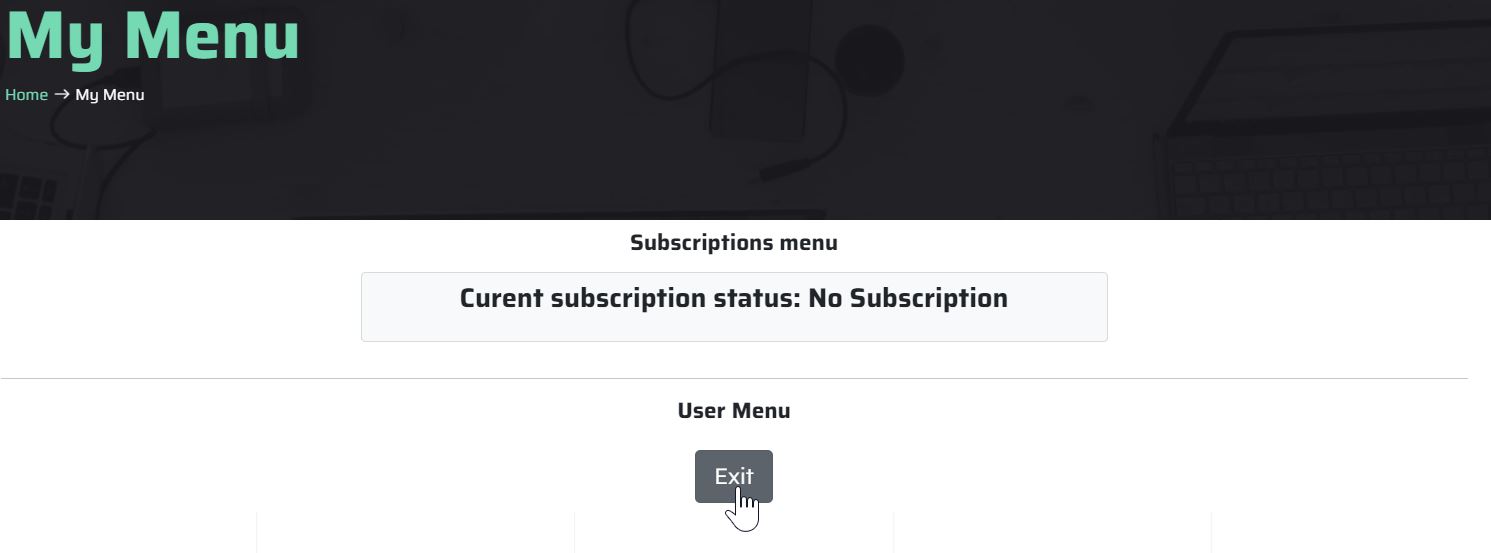 My Menu
Home → My Menu
Subscriptions menu
Curent subscription status: No Subscription
User Menu
Exit